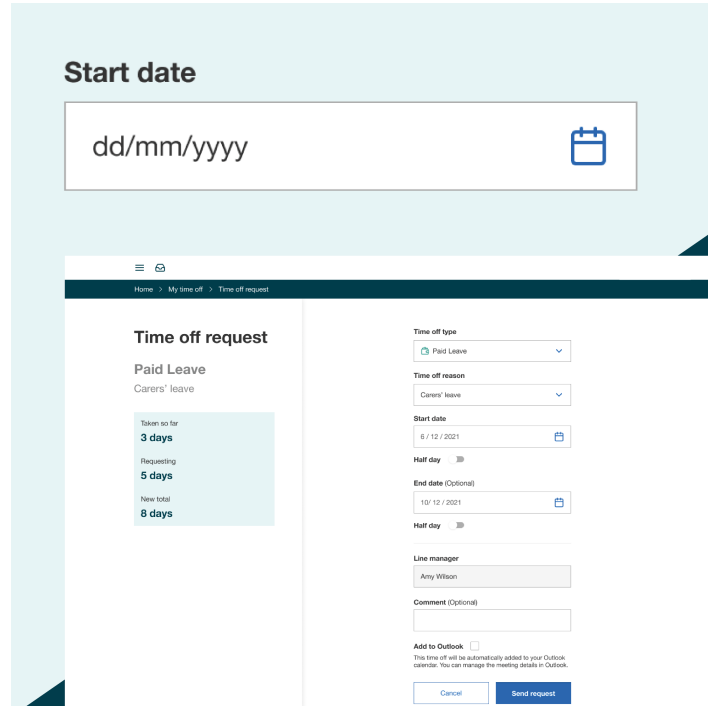 Start date
dd/mm/yyyy
Home > My time off > Time off request
Time off request
Paid Leave
Carers' leave
Taken so far
3 days
Requesting
5 days
New total
8 days
Time off type
Paid Leave
Time off reason
Carers' leave
Start date
6 / 12 / 2021
Half day
End date (Optional)
10/ 12 / 2021
Half day
Line manager
Amy Wilson
Comment (Optional)
Add to Outlook
This time off will be automatically added to your Outlook
calendar. You can manage the meeting details in Outlook.
Cancel
Send request